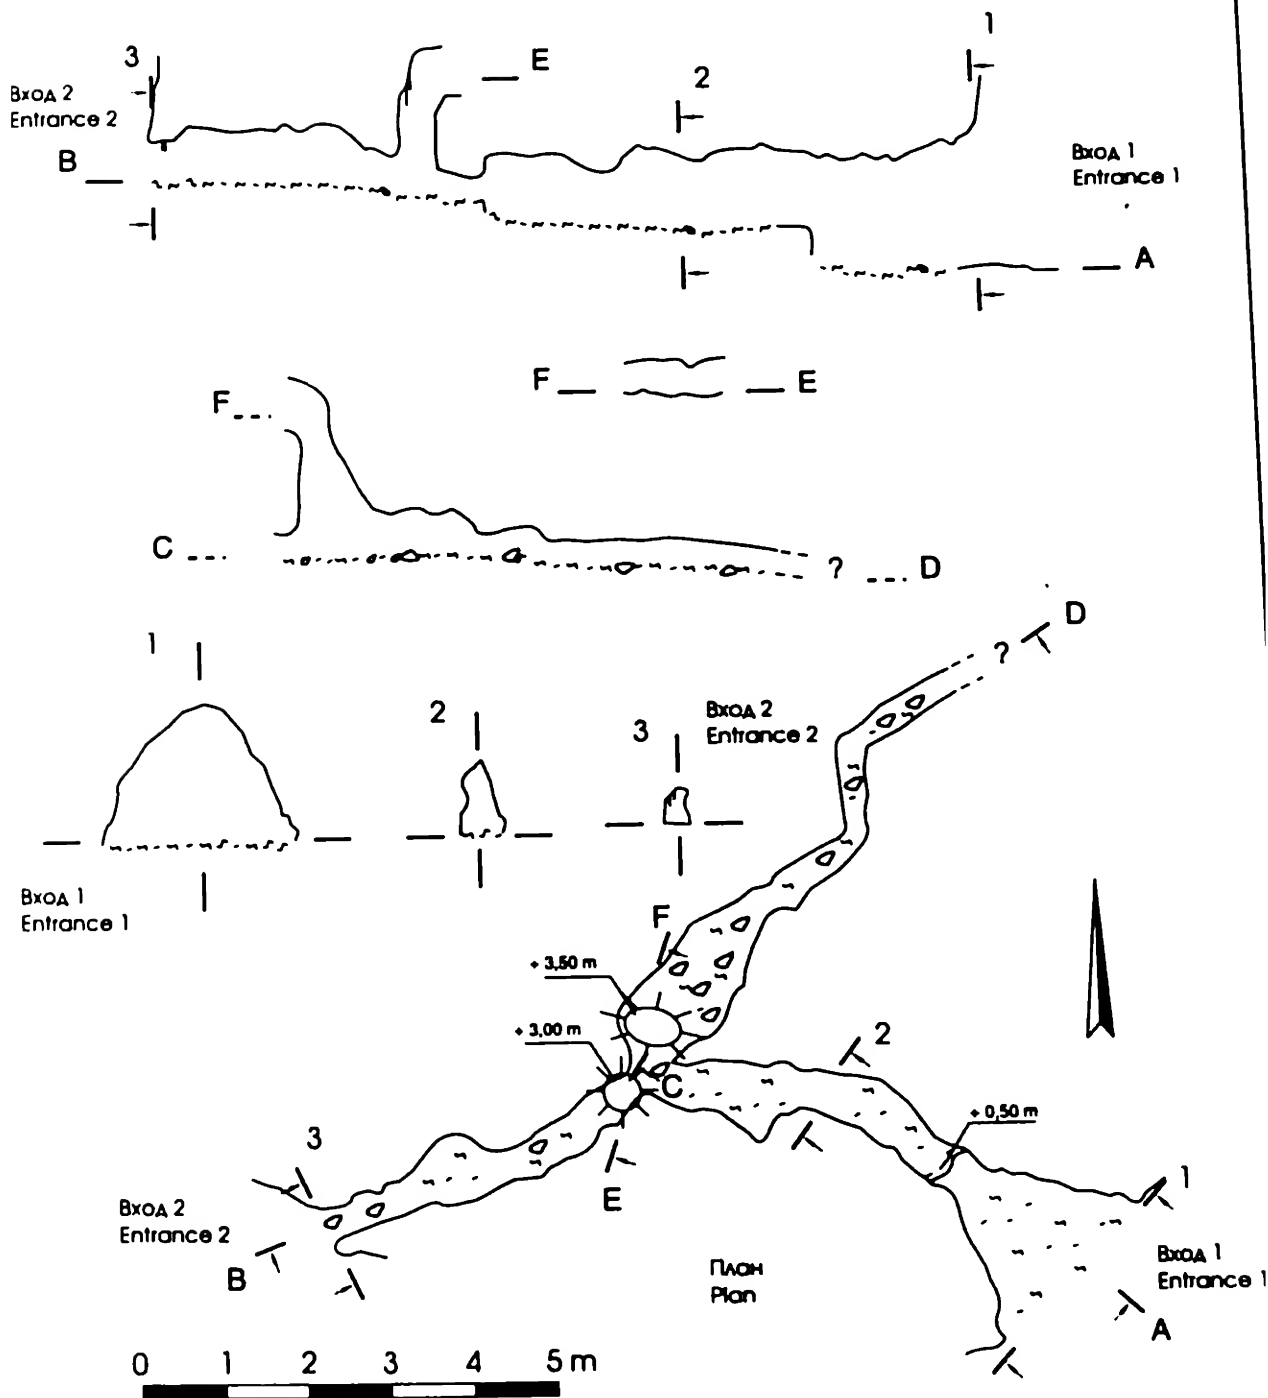 3
Вход 2
Entrance 2
B
E
2
1
Вход 1
Entrance 1
A
F
E
F
C
? D
1
Вход 1
Entrance 1
2
3
Вход 2
Entrance 2
D
?
F
+ 3,50 m
+ 3,00 m
C
2
+ 0,50 m
3
E
1
Вход 2
Entrance 2
B
План
Plan
Вход 1
Entrance 1
A
0 1 2 3 4 5 m